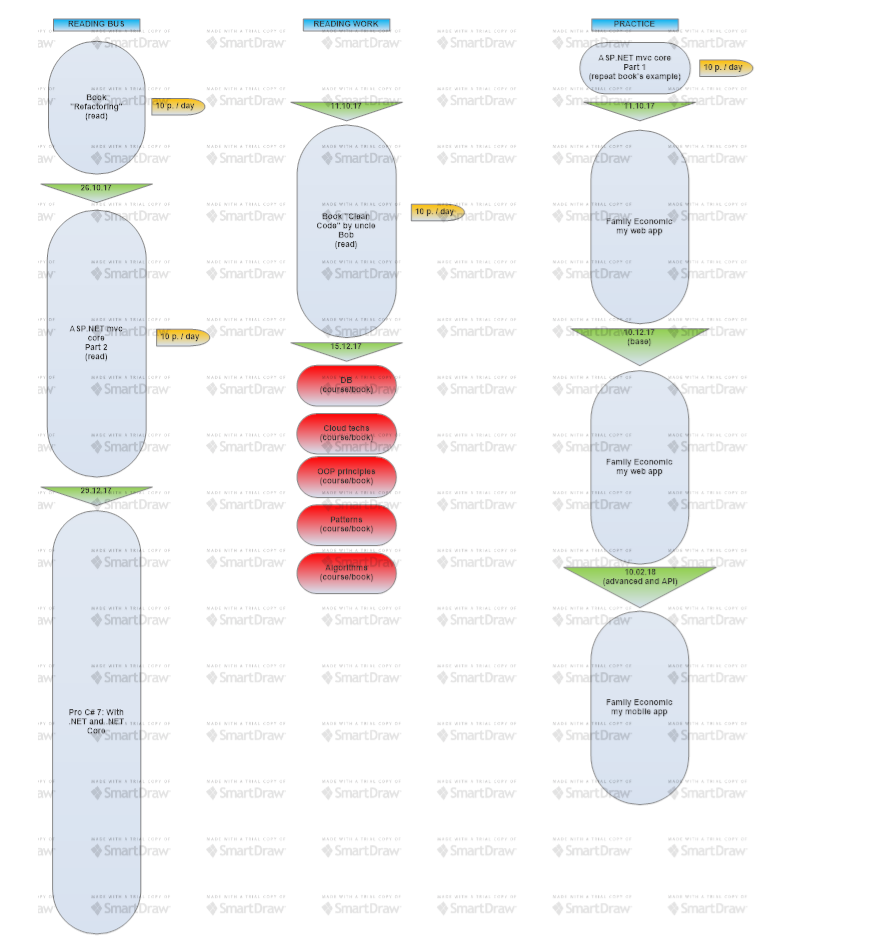 READING BUS
Book
"Refactoring"
(read)
10 p. / day
26.10.17
ASP.NET mvc
core
Part 2
(read)
10 p. / day
29.12.17
Pro C# 7: With
.NET and .NET
Core
READING WORK
11.10.17
Book "Clean
Code" by uncle
Bob
(read)
10 p. / day
15.12.17
DB
(course/book)
Cloud techs
(course/book)
OOP principles
(course/book)
Patterns
(course/book)
Algorithms
(course/book)
PRACTICE
ASP.NET mvc core
Part 1
(repeat book's example)
10 p. / day
11.10.17
Family Economic
my web app
10.12.17
(base)
Family Economic
my web app
10.02.18
(advanced and API)
Family Economic
my mobile app
MADE WITH A TRIAL COPY OF
SmartDraw